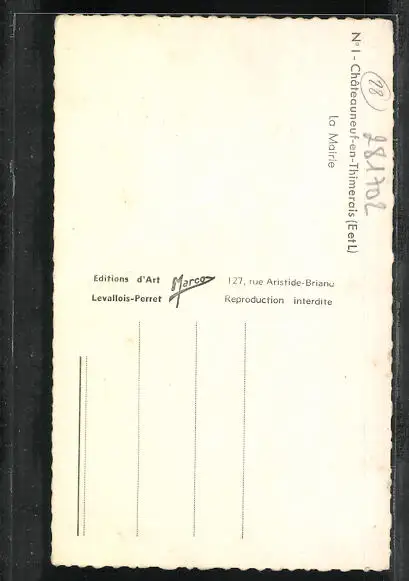 Nº 1 - Châteauneuf-en-Thimerais (E et L)
La Mairie
28
281702
Editions d'Art Marco 127, rue Aristide-Briand
Levallois-Perret Reproduction interdite